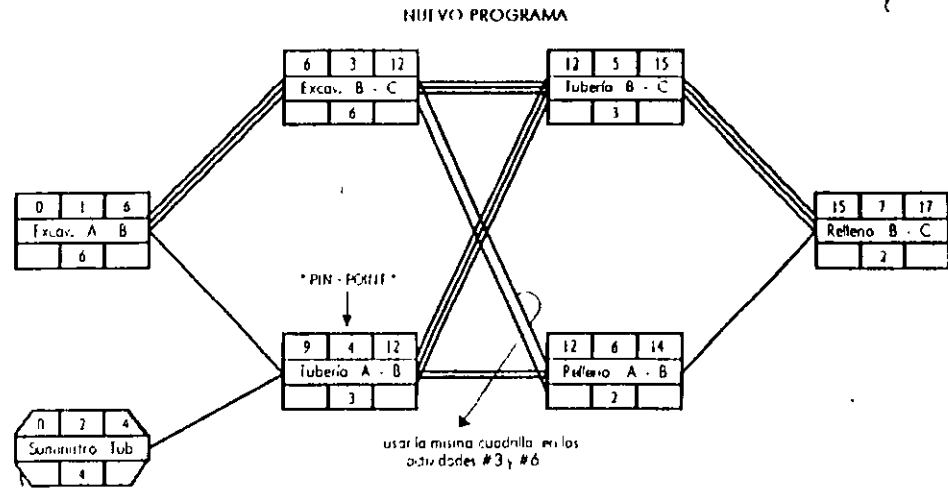 NUEVO PROGRAMA
6 3 12
Excav. B - C
6
12 5 15
Tubería B - C
3
0 1 6
Excav. A B
6
15 7 17
Relleno B - C
2
" PIN - POINT "
9 4 12
Tubería A - B
3
12 6 14
Relleno A - B
2
0 2 4
Suministro Tub
4
usar la misma cuadrilla en las
actividades #3 y #6